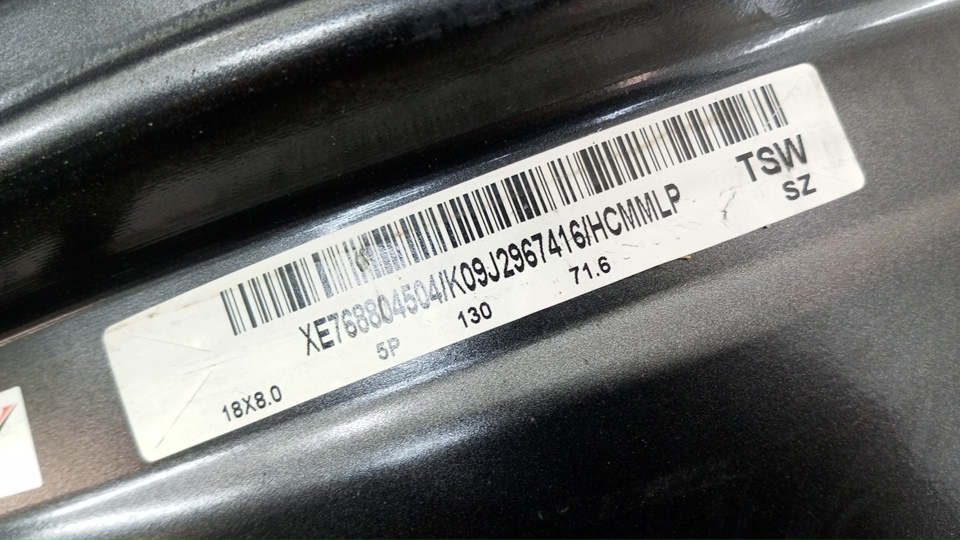 TSW
SZ
XE768804504/K09J2967416/HCMMLP
18X8.0 5P 130 71.6